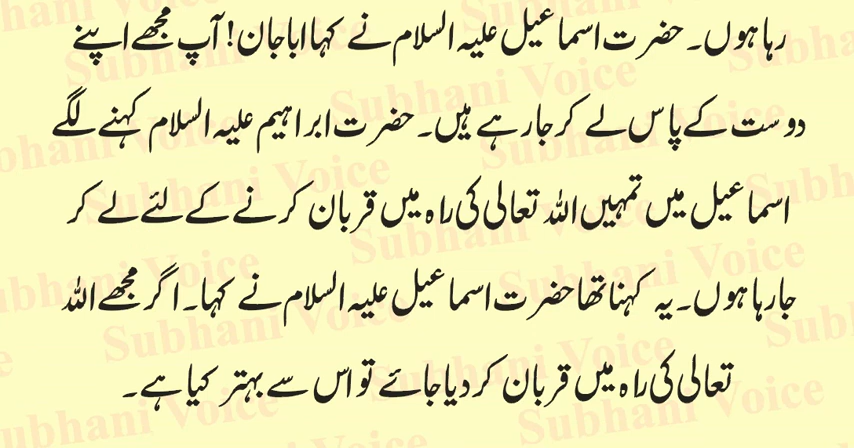 رہا ہوں۔ حضرت اسماعیل علیہ السلام نے کہا ابا جان! آپ مجھے اپنے
دوست کے پاس لے کر جا رہے ہیں۔ حضرت ابراہیم علیہ السلام کہنے لگے
اسماعیل میں تمہیں اللہ تعالی کی راہ میں قربان کرنے کے لئے لے کر
جا رہا ہوں۔ یہ کہنا تھا حضرت اسماعیل علیہ السلام نے کہا۔ اگر مجھے اللہ
تعالی کی راہ میں قربان کر دیا جائے تو اس سے بہتر کیا ہے۔
Subhani Voice